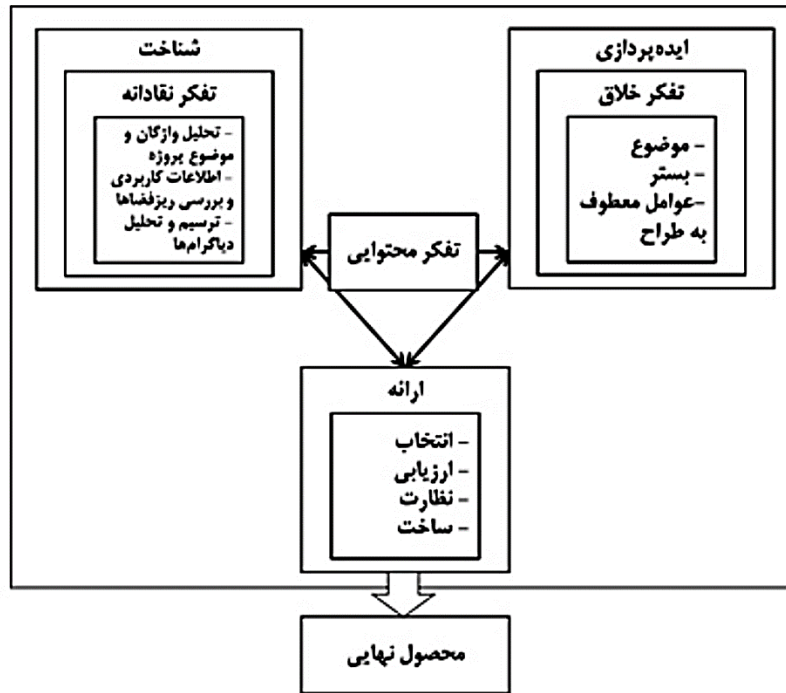 ایده‌پردازی
تفکر خلاق
- موضوع
- بستر
-عوامل معطوف
به طراح
شناخت
تفکر نقادانه
- تحلیل واژگان و
موضوع پروژه
- اطلاعات کاربردی
و بررسی ریزفضاها
- ترسیم و تحلیل
دیاگرام‌ها
تفکر محتوایی
ارائه
- انتخاب
- ارزیابی
- نظارت
- ساخت
محصول نهایی